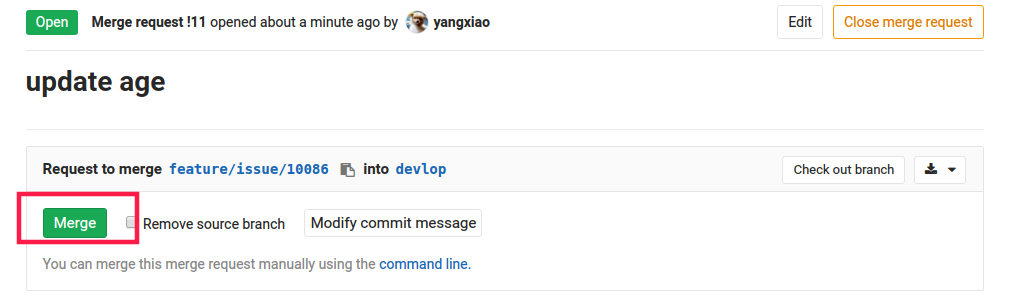 Open Merge request !11 opened about a minute ago by yangxiao Edit Close merge request
update age
Request to merge feature/issue/10086 into devlop Check out branch
Merge Remove source branch Modify commit message
You can merge this merge request manually using the command line.